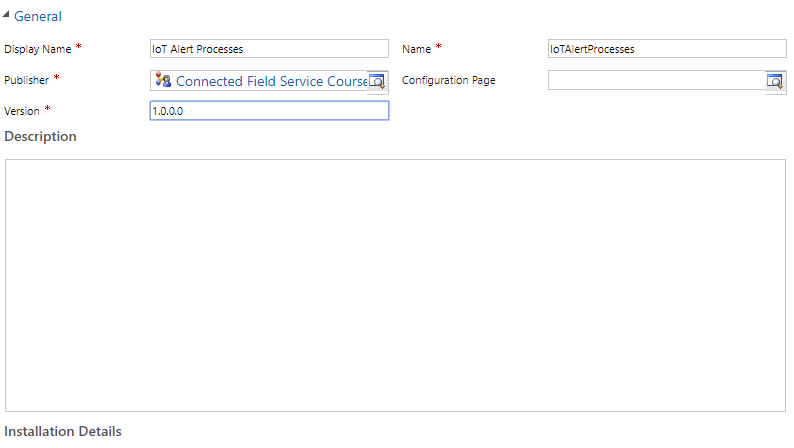 General
Display Name * IoT Alert Processes Name * IoTAlertProcesses
Publisher * Connected Field Service Course Configuration Page
Version * 1.0.0.0
Description
Installation Details